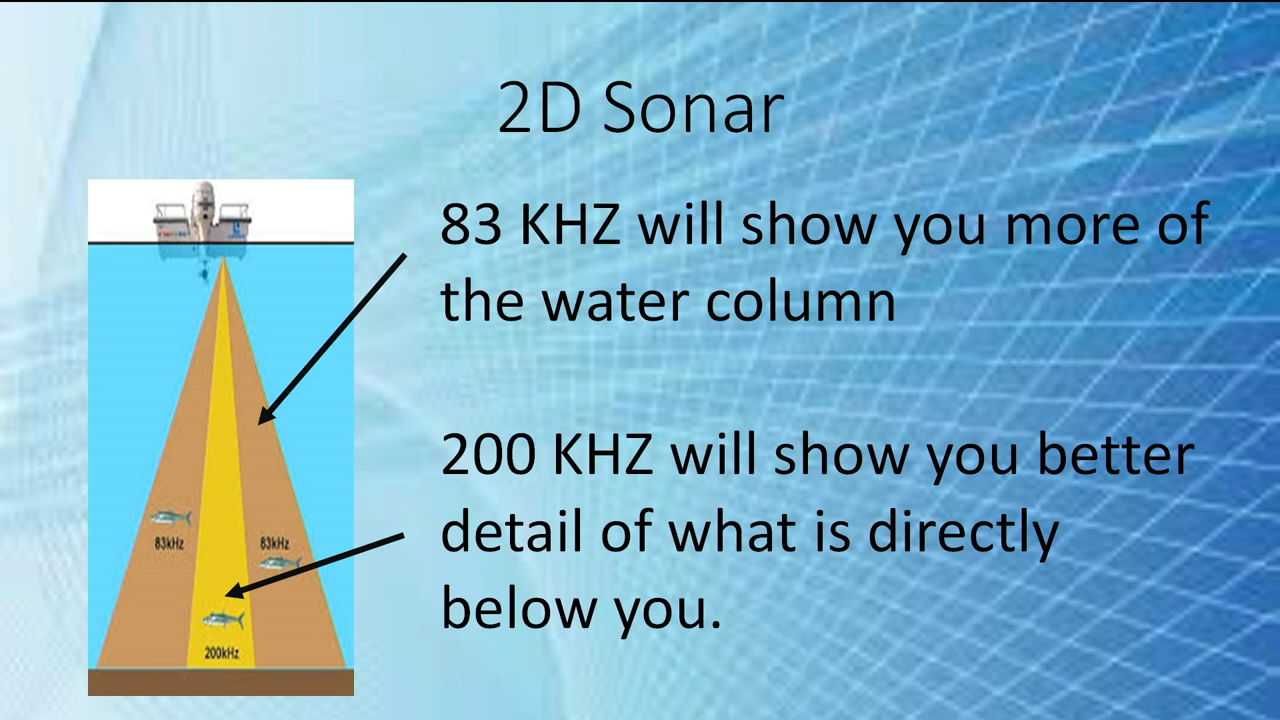 2D Sonar
83 KHZ will show you more of
the water column
200 KHZ will show you better
detail of what is directly
below you.
83kHz
83kHz
200kHz